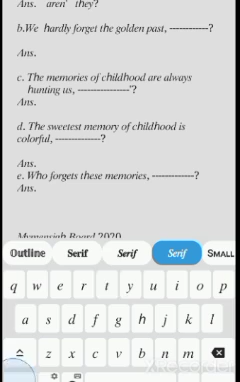 Ans. aren' they?
b.We hardly forget the golden past, ------------?
Ans.
c. The memories of childhood are always
hunting us, ----------------'?
Ans.
d. The sweetest memory of childhood is
colorful, --------------?
Ans.
e. Who forgets these memories, -------------?
Ans.
Mymensigh Board 2020
Outline Serif Serif Serif SMALL
q w e r t y u i o p
a s d f g h j k l
z x c v b n m